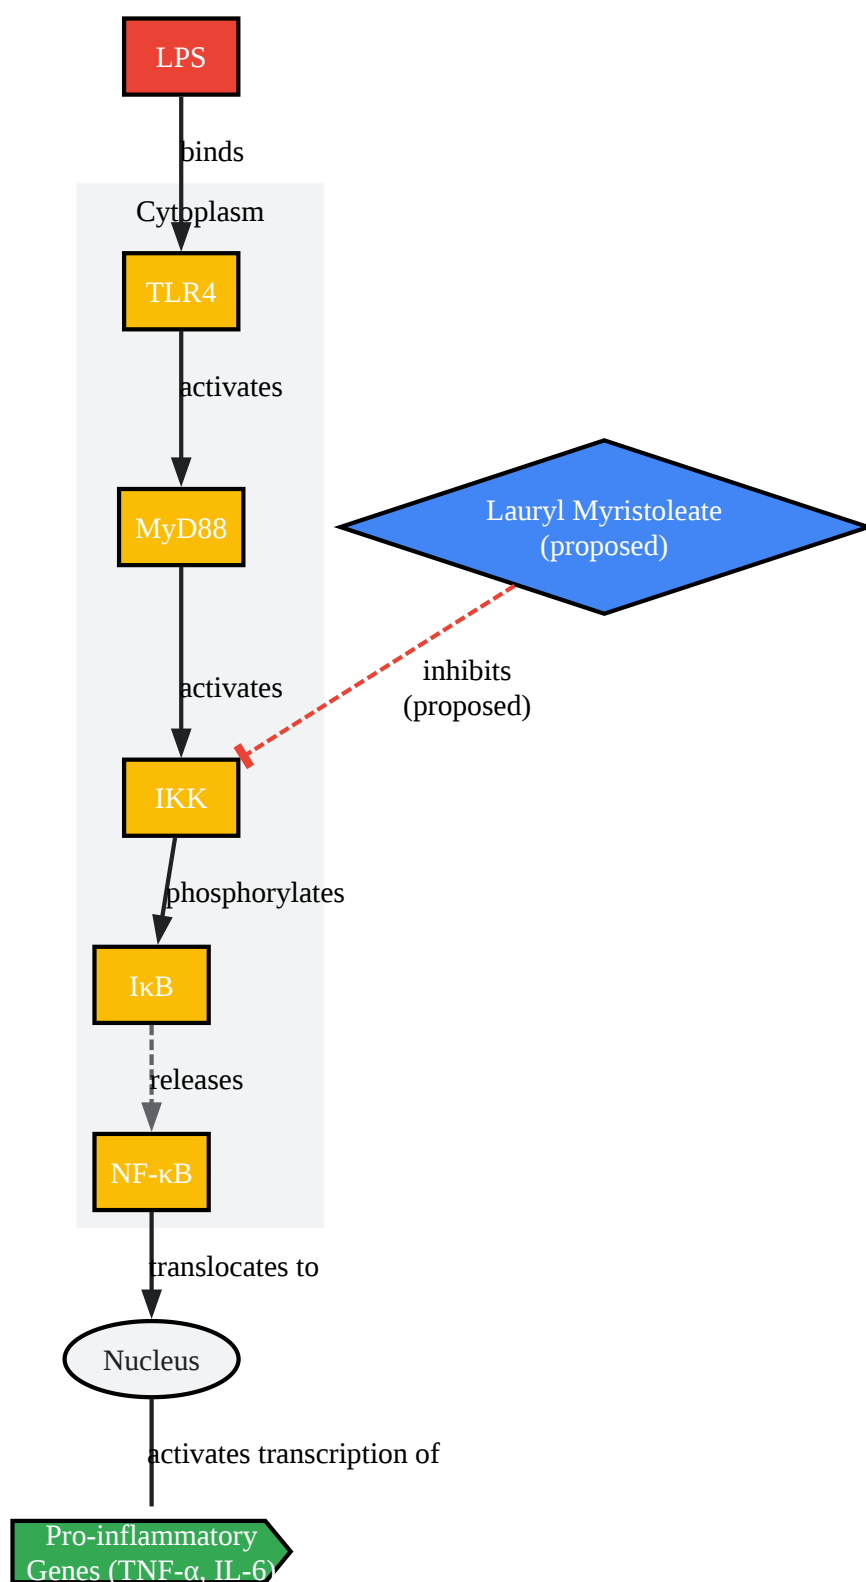 LPS
binds
Cytoplasm
TLR4
activates
MyD88
Lauryl Myristoleate
(proposed)
inhibits
(proposed)
activates
IKK
phosphorylates
IκB
releases
NF-κB
translocates to
Nucleus
activates transcription of
Pro-inflammatory
Genes (TNF-α, IL-6)